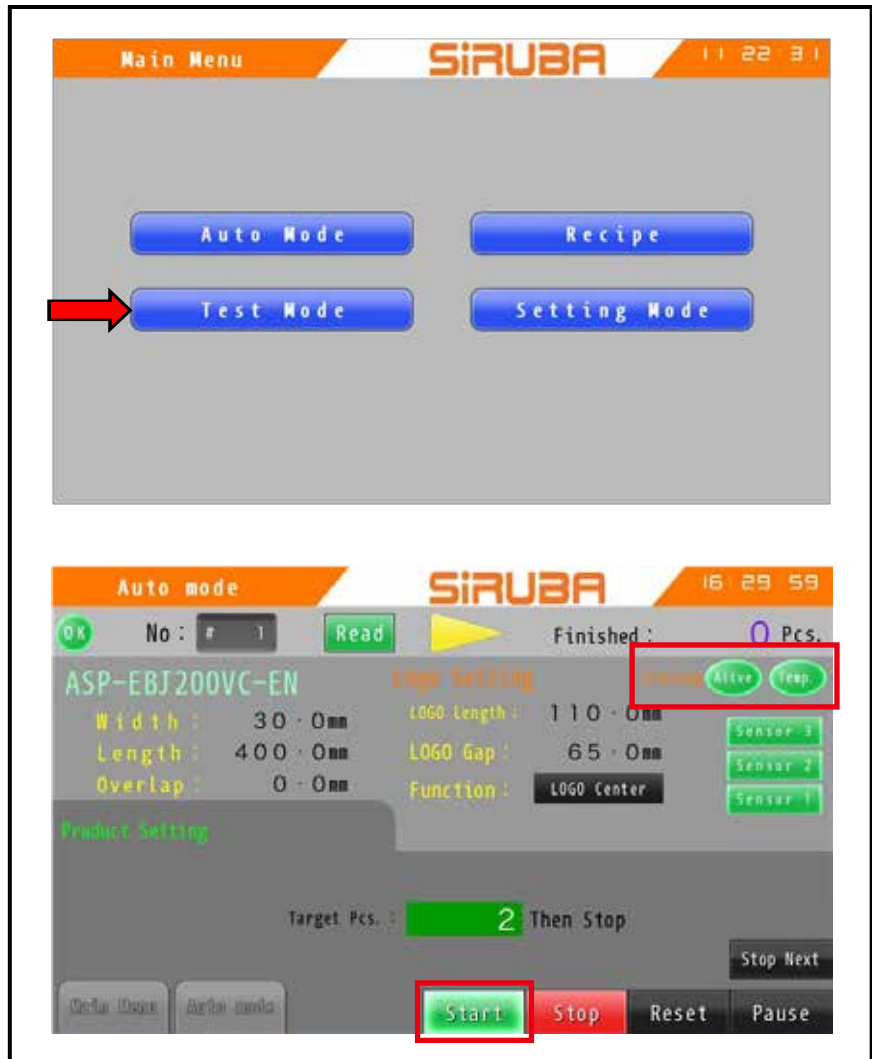 Main Menu SiRUBA 11 22 31
Auto Mode Recipe
Test Mode Setting Mode
Auto mode SiRUBA 16 29 59
OK No : # 1 Read Finished : 0 Pcs.
ASP-EBJ200VC-EN Logo Setting Alive Temp.
Width : 30.0mm LOGO Length : 110.0mm Sensor 3
Length : 400.0mm LOGO Gap : 65.0mm Sensor 2
Overlap : 0.0mm Function : LOGO Center Sensor 1
Product Setting
Target Pcs. : 2 Then Stop
Stop Next
Main Menu Auto mode Start Stop Reset Pause